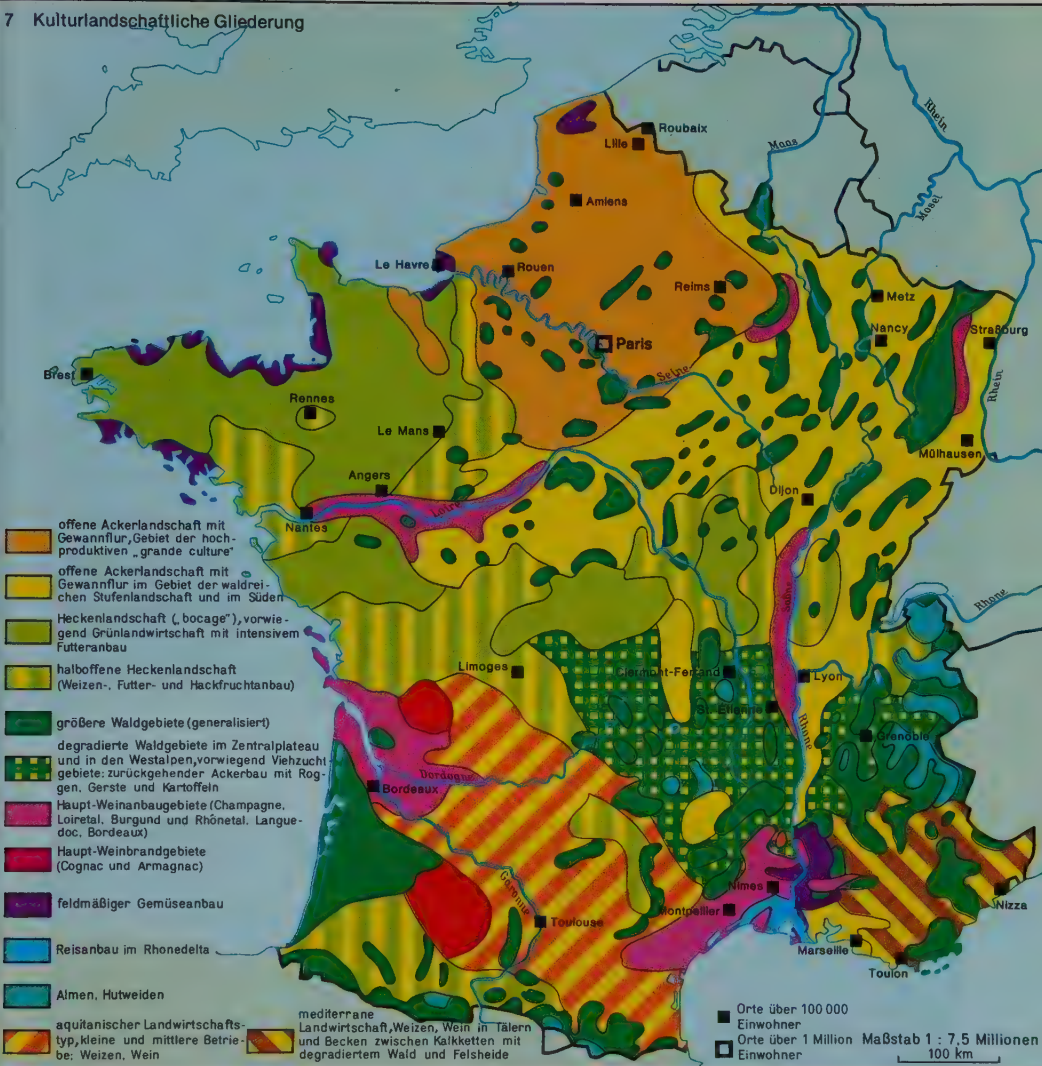 7 Kulturlandschaftliche Gliederung
Rhein
Roubaix
Maas
Lille
Mosel
Amiens
Le Havre
Rouen
Reims
Metz
Nancy
Straßburg
Paris
Seine
Brest
Rhein
Rennes
Le Mans
Mülhausen
Angers
Dijon
Loire
Nantes
offene Ackerlandschaft mit
Gewannflur, Gebiet der hoch-
produktiven „grande culture"
offene Ackerlandschaft mit
Gewannflur im Gebiet der waldrei-
chen Stufenlandschaft und im Süden
Saône
Rhone
Heckenlandschaft („bocage"), vorwie-
gend Grünlandwirtschaft mit intensivem
Futteranbau
halboffene Heckenlandschaft
(Weizen-, Futter- und Hackfruchtanbau)
Limoges
Clermont-Ferrand
Lyon
St. Étienne
größere Waldgebiete (generalisiert)
Grenoble
Rhone
degradierte Waldgebiete im Zentralplateau
und in den Westalpen, vorwiegend Viehzucht
gebiete: zurückgehender Ackerbau mit Rog-
gen, Gerste und Kartoffeln
Dordogne
Bordeaux
Haupt-Weinanbaugebiete (Champagne,
Loiretal, Burgund und Rhônetal, Langue-
doc, Bordeaux)
Haupt-Weinbrandgebiete
(Cognac und Armagnac)
Garonne
Nîmes
feldmäßiger Gemüseanbau
Montpellier
Nizza
Toulouse
Reisanbau im Rhonedelta
Marseille
Toulon
Almen, Hutweiden
aquitanischer Landwirtschafts-
typ, kleine und mittlere Betrie-
be: Weizen, Wein
mediterrane
Landwirtschaft, Weizen, Wein in Tälern
und Becken zwischen Kalkketten mit
degradiertem Wald und Felsheide
Orte über 100 000
Einwohner
Orte über 1 Million
Einwohner
Maßstab 1 : 7,5 Millionen
100 km